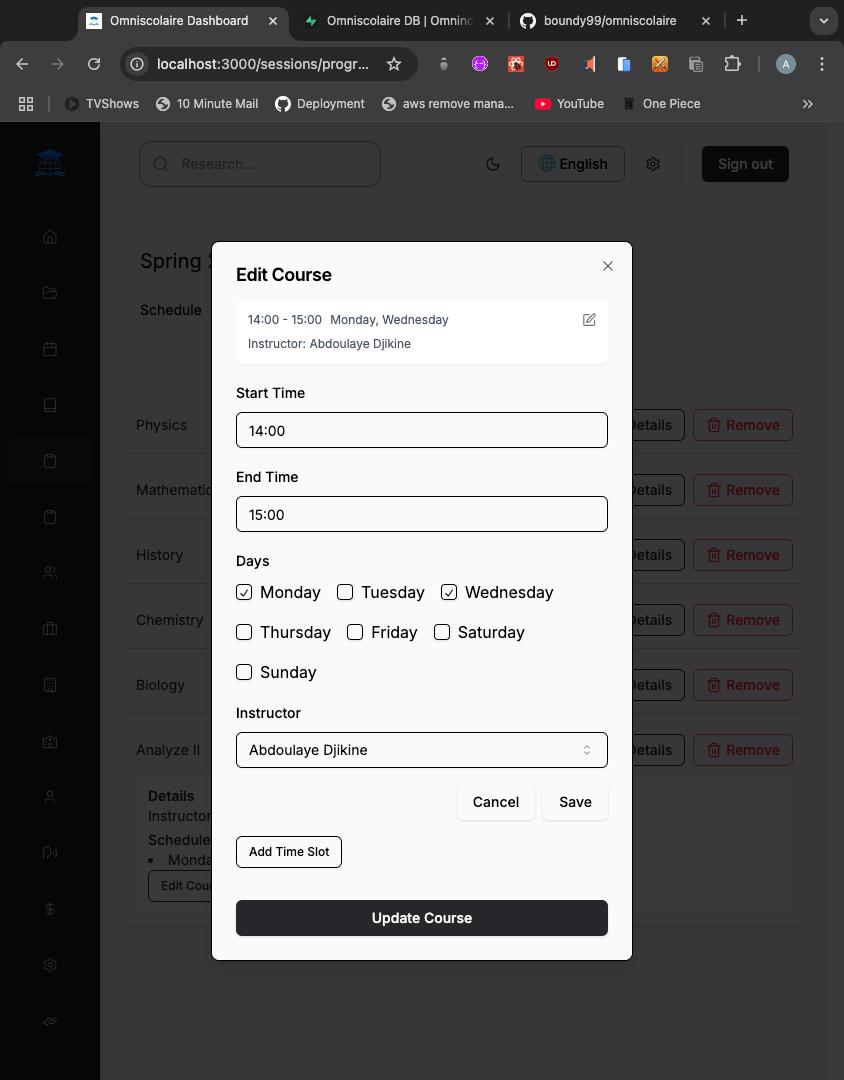 Omniscolaire Dashboard
Omniscolaire DB | Omnino
boundy99/omniscolaire
localhost:3000/sessions/progr...
A
TVShows
10 Minute Mail
Deployment
aws remove mana...
YouTube
One Piece
Research...
English
Sign out
Spring
Schedule
Edit Course
14:00 - 15:00 Monday, Wednesday
Instructor: Abdoulaye Djikine
Start Time
14:00
End Time
15:00
Days
Monday Tuesday Wednesday
Thursday Friday Saturday
Sunday
Instructor
Abdoulaye Djikine
Cancel Save
Add Time Slot
Update Course
Physics
Details Remove
Mathematic
Details Remove
History
Details Remove
Chemistry
Details Remove
Biology
Details Remove
Analyze II
Details Remove
Details
Instructor
Schedule
• Monda
Edit Cour